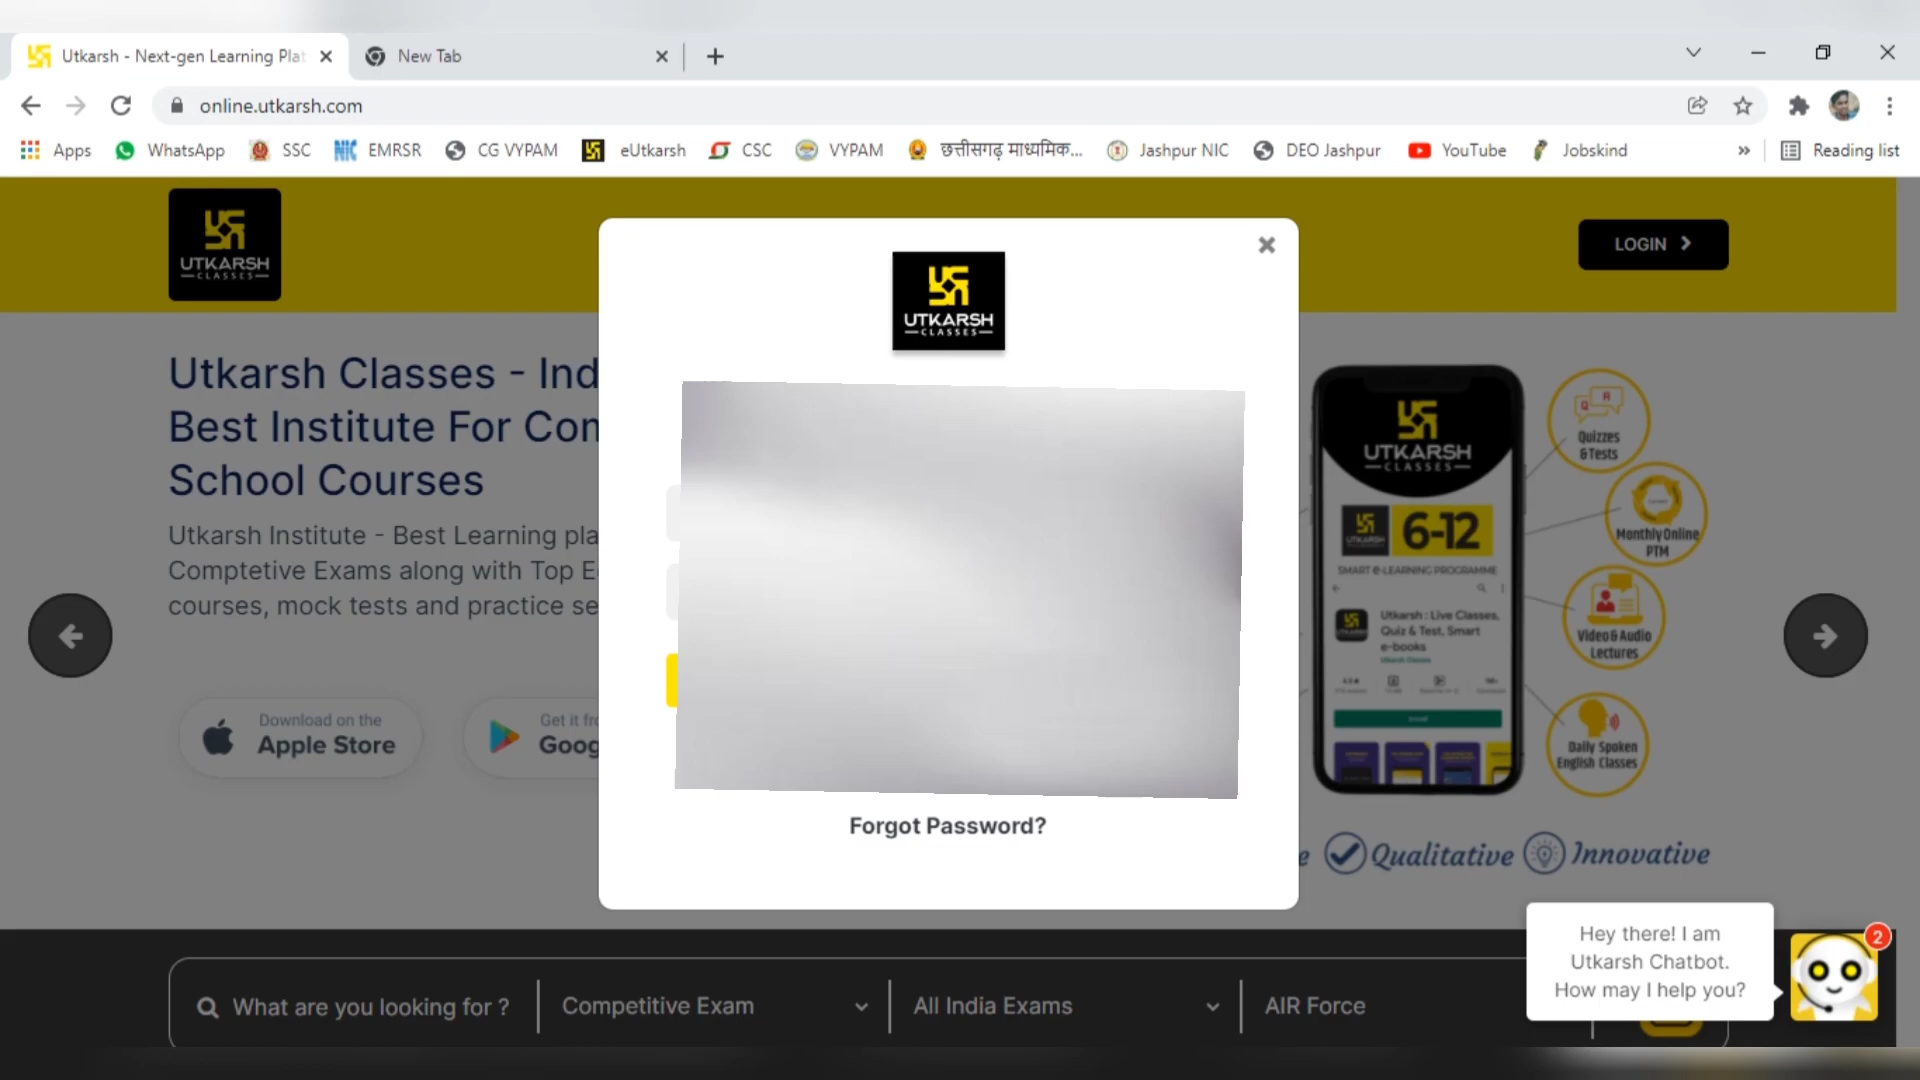 Utkarsh - Next-gen Learning Plat
New Tab
online.utkarsh.com
Apps
WhatsApp
SSC
EMRSR
CG VYPAM
eUtkarsh
CSC
VYPAM
छत्तीसगढ़ माध्यमिक...
Jashpur NIC
DEO Jashpur
YouTube
Jobskind
»
Reading list
UTKARSH
CLASSES
LOGIN
UTKARSH
CLASSES
Utkarsh Classes - Ind
Best Institute For Con
School Courses
Utkarsh Institute - Best Learning pla
Comptetive Exams along with Top E
courses, mock tests and practice se
Download on the
Apple Store
Get it fro
Goog
Forgot Password?
UTKARSH
CLASSES
6-12
SMART e-LEARNING PROGRAMME
Utkarsh : Live Classes,
Quiz & Test, Smart
e-books
Utkarsh Classes
Q
A
Quizzes
& Tests
Monthly Online
PTM
Video & Audio
Lectures
Daily Spoken
English Classes
e
Qualitative
Innovative
Hey there! I am
Utkarsh Chatbot.
How may I help you?
2
What are you looking for ?
Competitive Exam
All India Exams
AIR Force